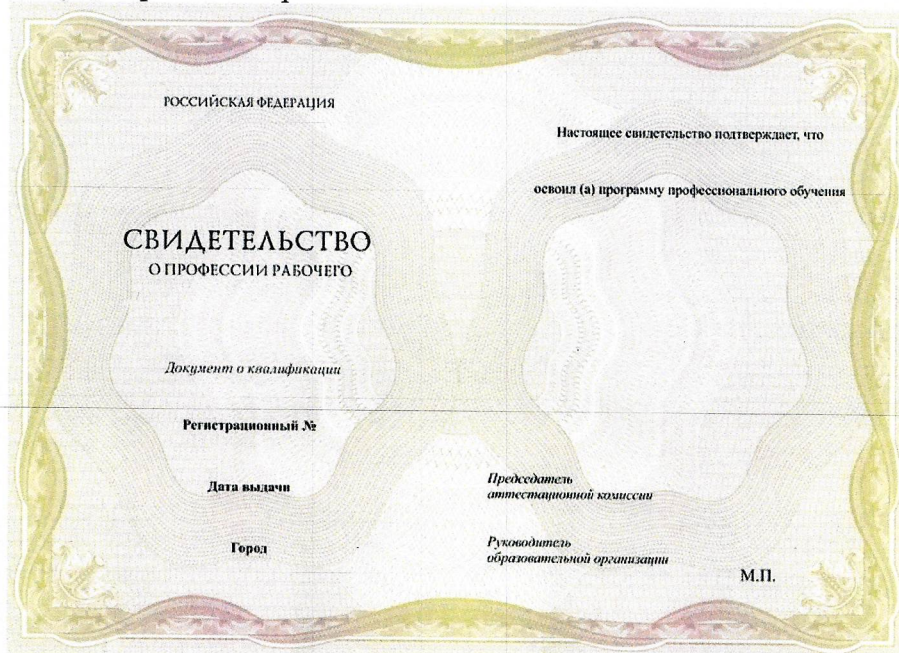 РОССИЙСКАЯ ФЕДЕРАЦИЯ
СВИДЕТЕЛЬСТВО
О ПРОФЕССИИ РАБОЧЕГО
Документ о квалификации
Регистрационный №
Дата выдачи
Город
Настоящее свидетельство подтверждает, что
освоил (а) программу профессионального обучения
Председатель
аттестационной комиссии
Руководитель
образовательной организации
М.П.